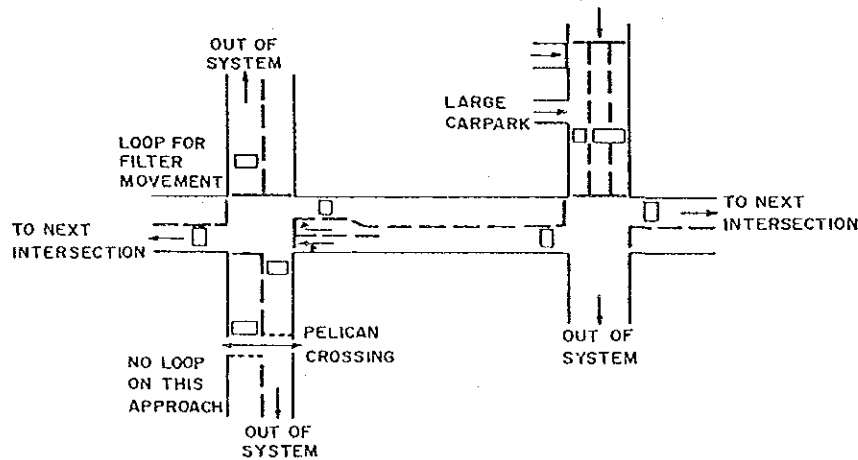 OUT OF
SYSTEM
LOOP FOR
FILTER
MOVEMENT
LARGE
CARPARK
TO NEXT
INTERSECTION
TO NEXT
INTERSECTION
PELICAN
CROSSING
NO LOOP
ON THIS
APPROACH
OUT OF
SYSTEM
OUT OF
SYSTEM